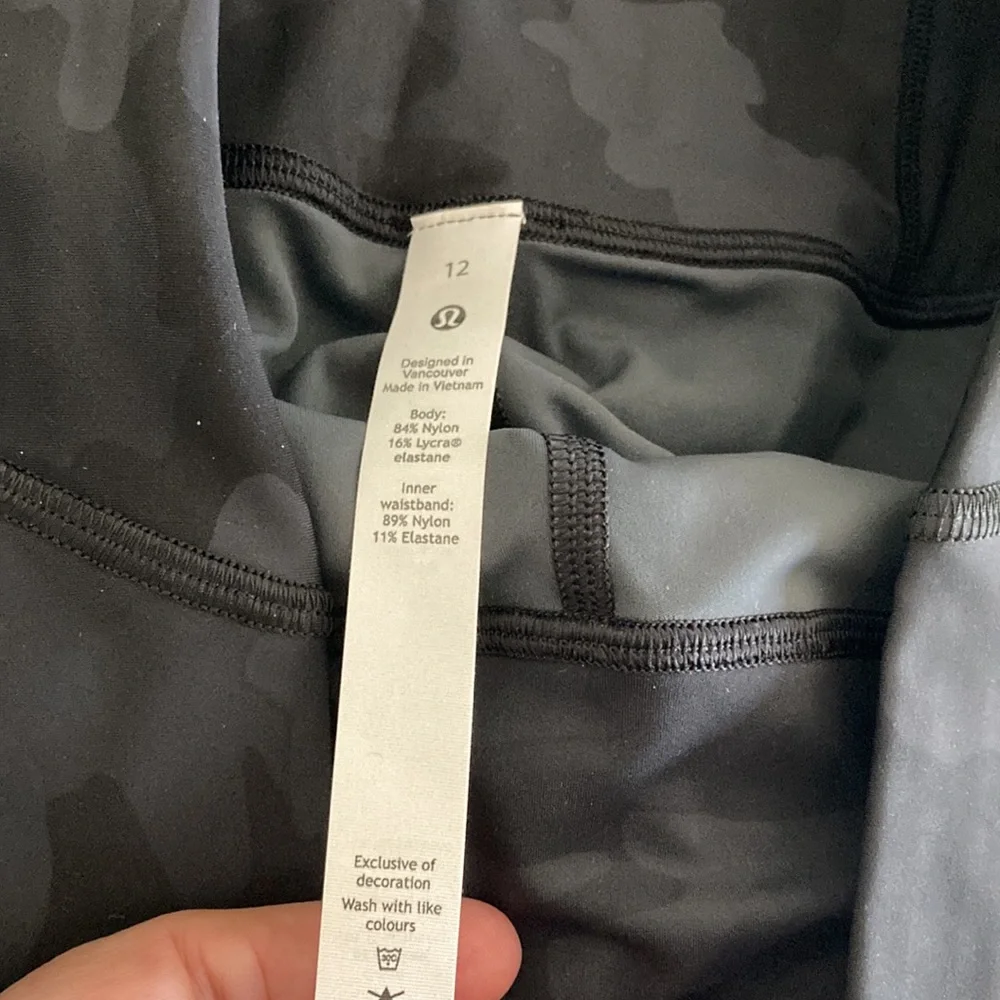 12
Designed in
Vancouver
Made in Vietnam
Body:
84% Nylon
16% Lycra®
elastane
Inner
waistband:
89% Nylon
11% Elastane
Exclusive of
decoration
Wash with like
colours
30C